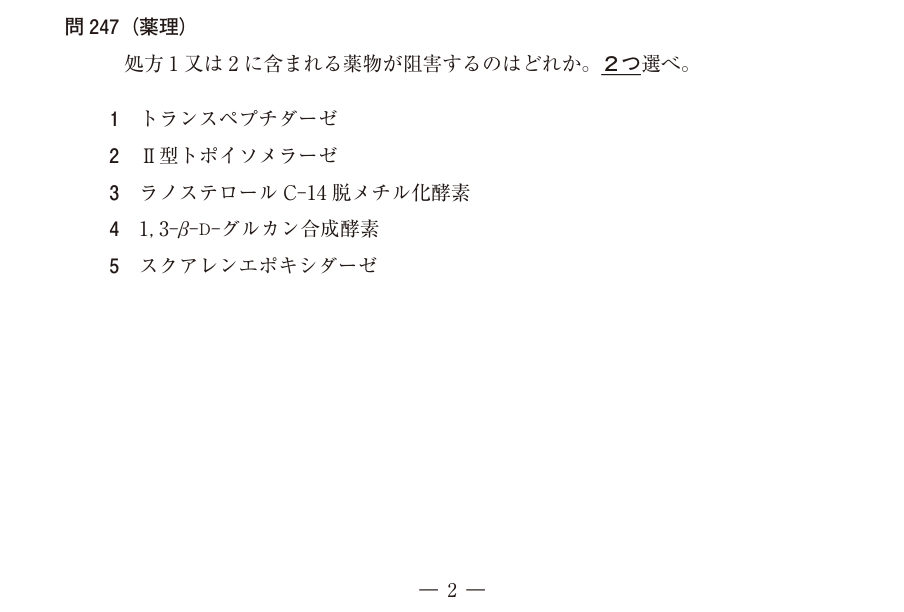 問 247（薬理）
処方 1 又は 2 に含まれる薬物が阻害するのはどれか。2つ選べ。
1 トランスペプチダーゼ
2 Ⅱ型トポイソメラーゼ
3 ラノステロール C-14 脱メチル化酵素
4 1, 3-β-D-グルカン合成酵素
5 スクアレンエポキシダーゼ
— 2 —